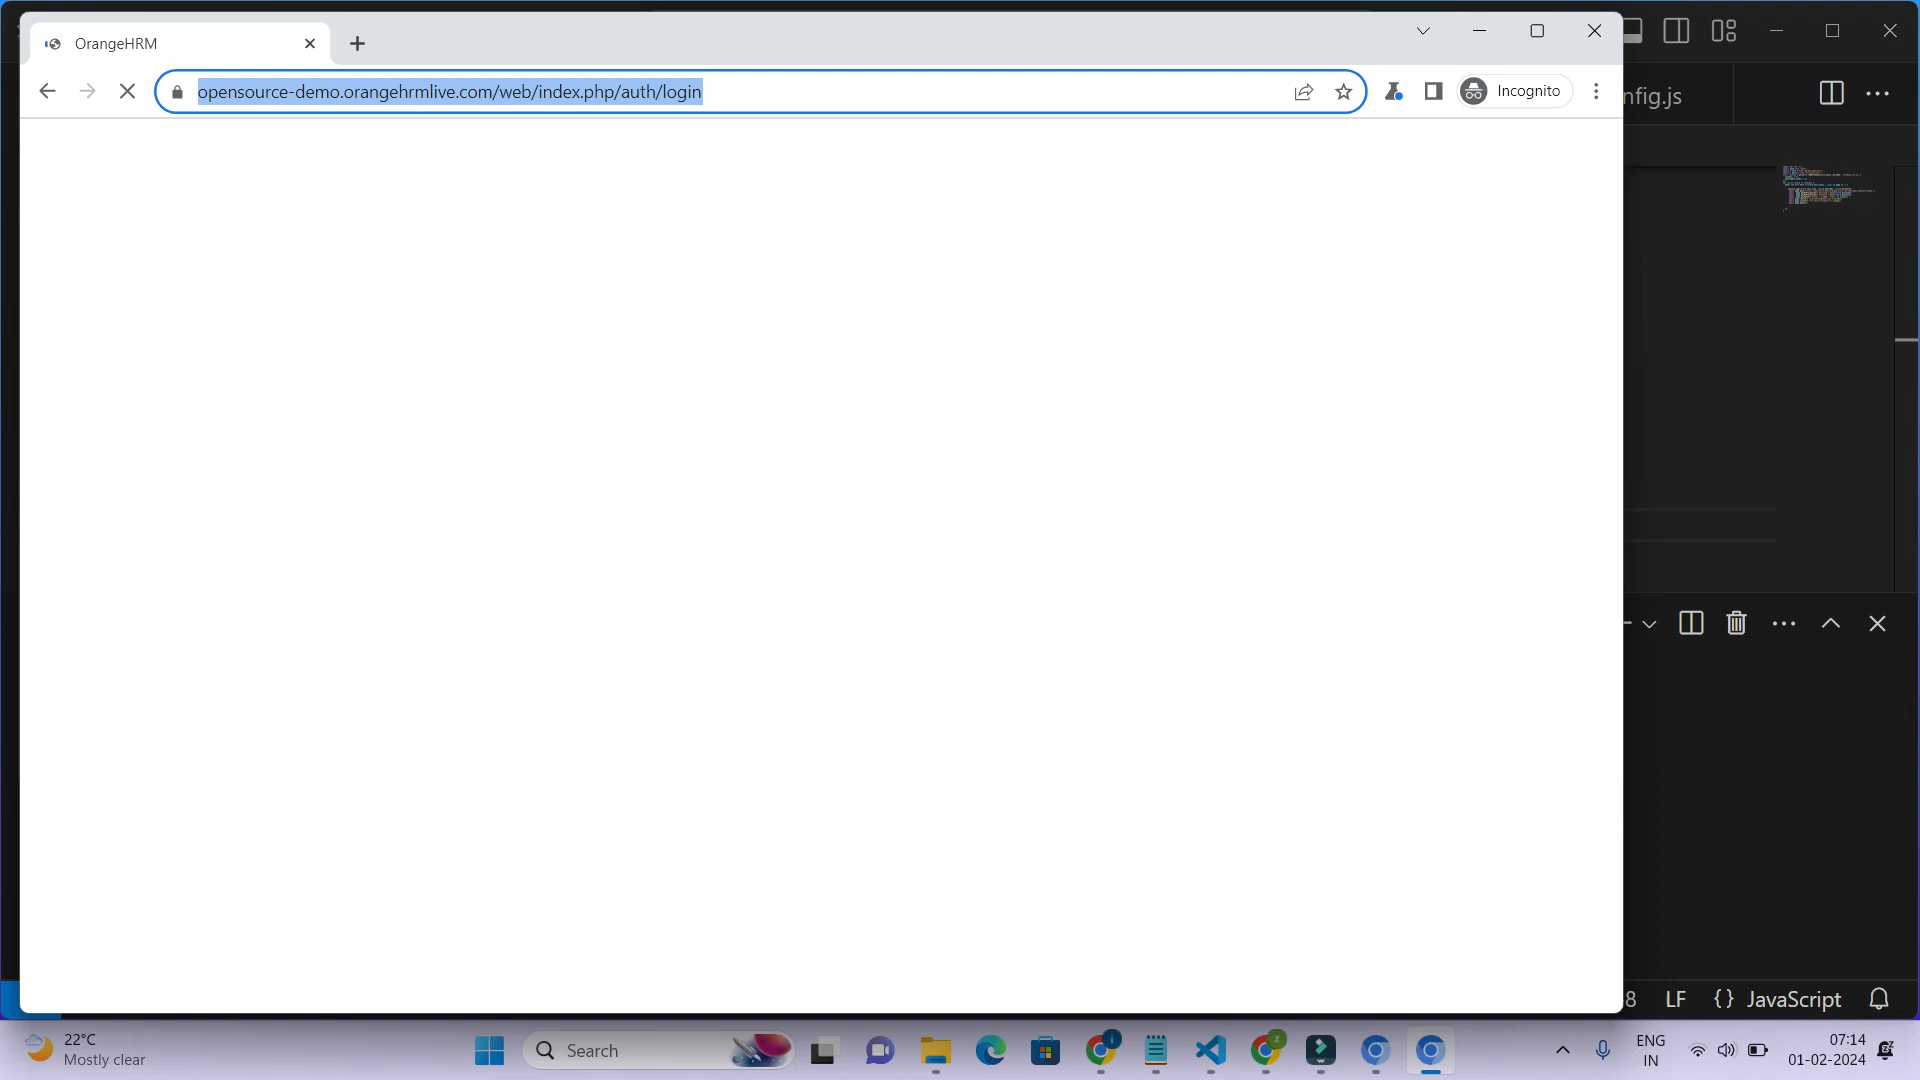 OrangeHRM
opensource-demo.orangehrmlive.com/web/index.php/auth/login
Incognito
nfig.js
8 LF {} JavaScript
22°C
Mostly clear
Search
ENG
IN
07:14
01-02-2024